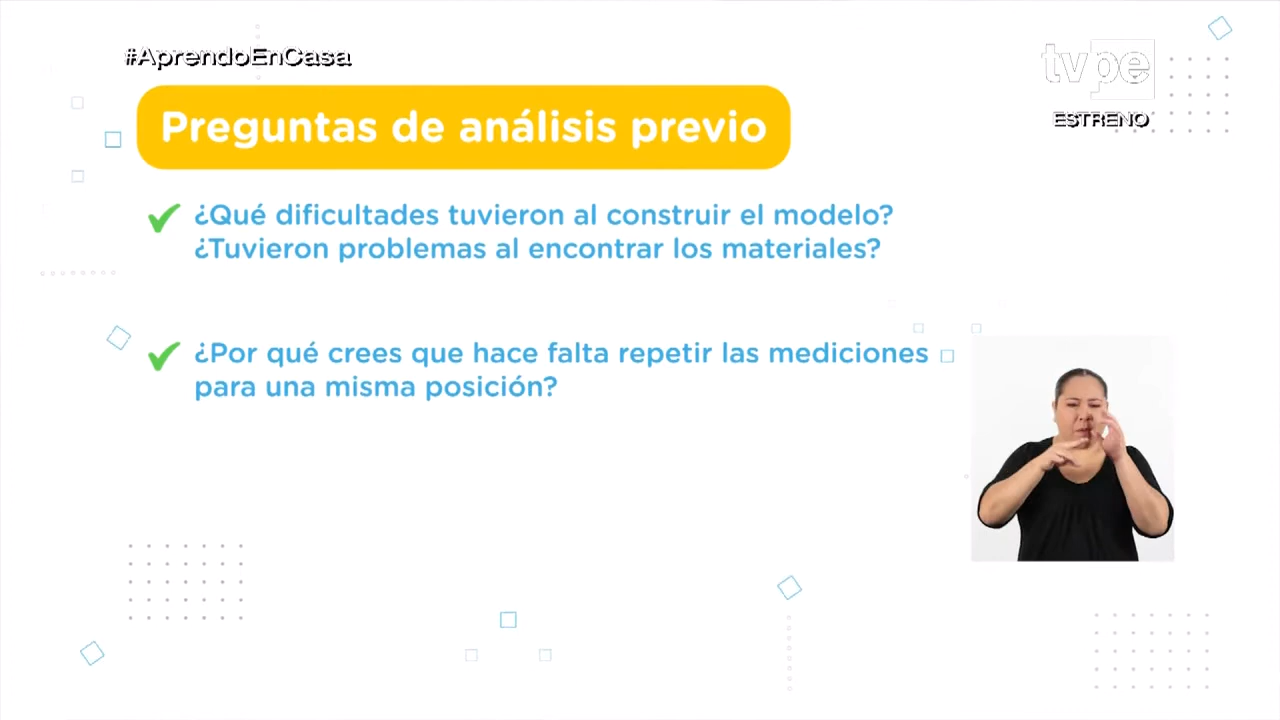 #AprendoEnCasa
tvpe
ESTRENO
Preguntas de análisis previo
¿Qué dificultades tuvieron al construir el modelo?
¿Tuvieron problemas al encontrar los materiales?
¿Por qué crees que hace falta repetir las mediciones
para una misma posición?